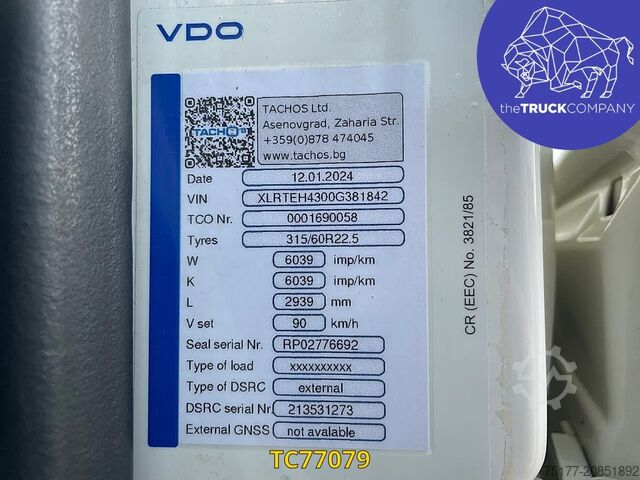 VDO
theTRUCKCOMPANY
TACHOS
TACHOS Ltd.
Asenovgrad, Zaharia Str.
+359(0)878 474045
www.tachos.bg
Date 12.01.2024
VIN XLRTEH4300G381842
TCO Nr. 0001690058
Tyres 315/60R22.5
W 6039 imp/km
K 6039 imp/km
L 2939 mm
V set 90 km/h
Seal serial Nr. RP02776692
Type of load xxxxxxxxxx
Type of DSRC external
DSRC serial Nr. 213531273
External GNSS not avaliable
CR (EEC) No. 3821/85
TC77079
75177-20851892